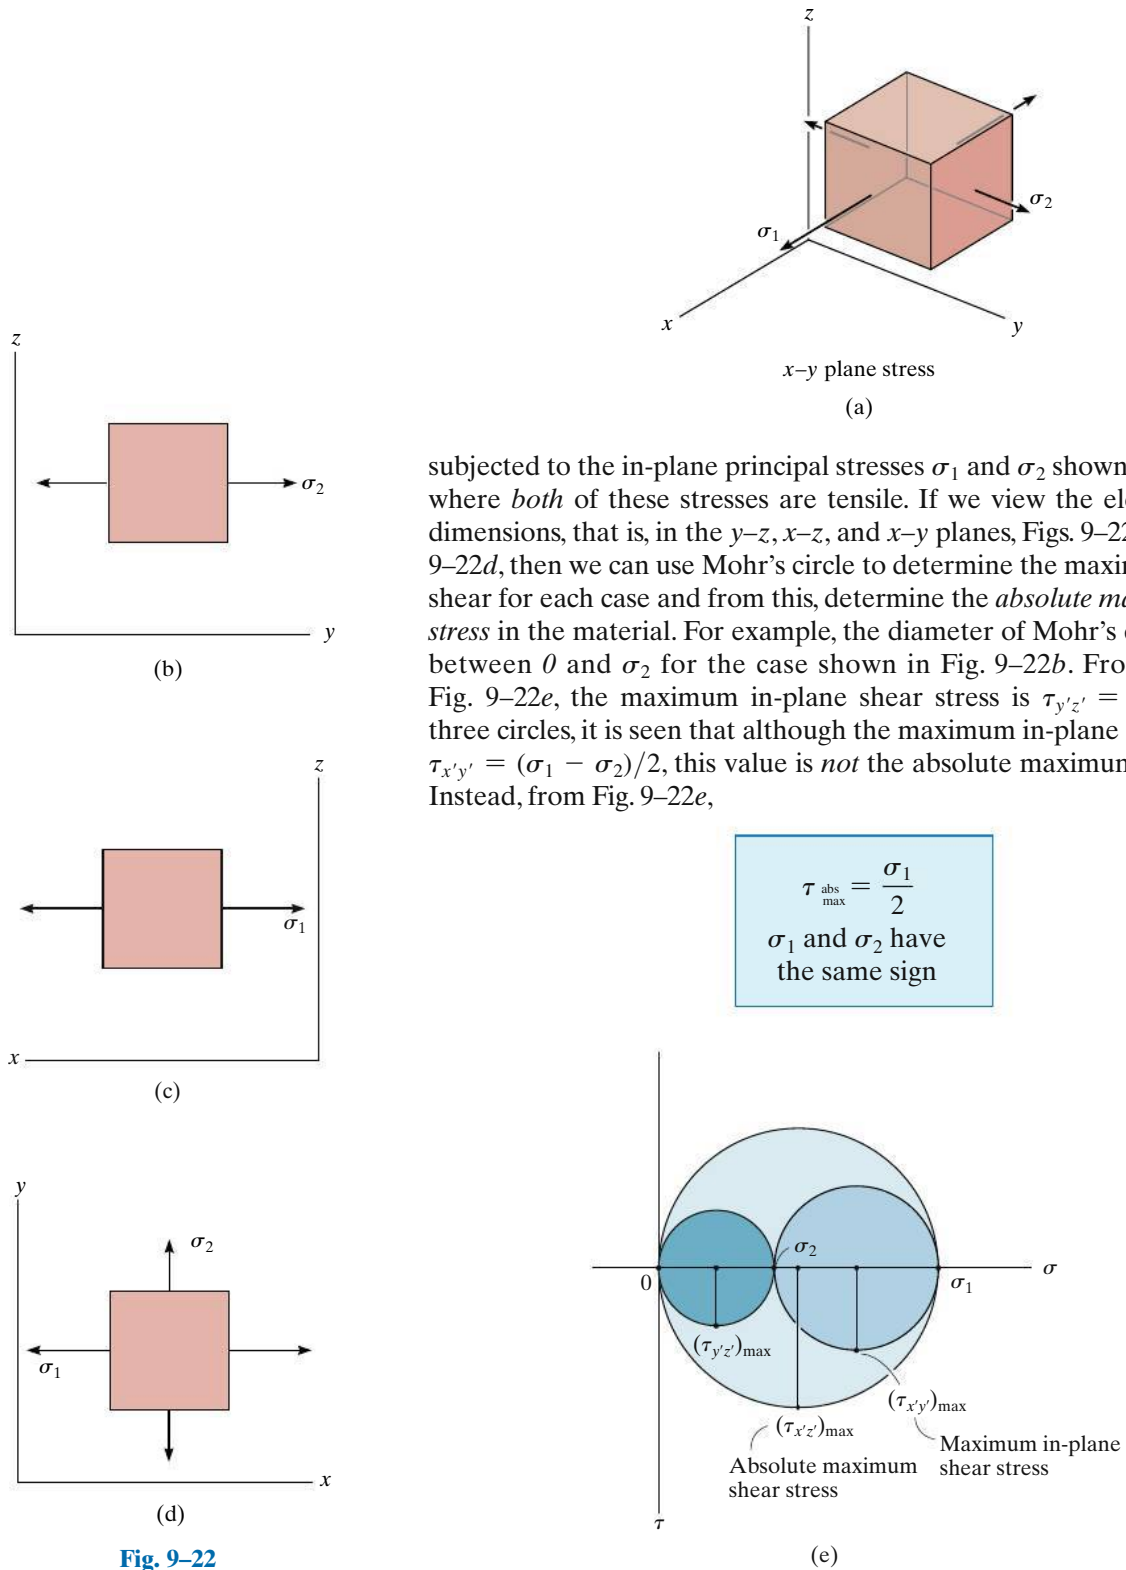 z
σ₂
σ₁
x
y
x–y plane stress
(a)
z
σ₂
y
(b)
subjected to the in-plane principal stresses σ₁ and σ₂ shown
where both of these stresses are tensile. If we view the ele
dimensions, that is, in the y–z, x–z, and x–y planes, Figs. 9–22
9–22d, then we can use Mohr’s circle to determine the maxi
shear for each case and from this, determine the absolute ma
stress in the material. For example, the diameter of Mohr’s
between 0 and σ₂ for the case shown in Fig. 9–22b. Fro
Fig. 9–22e, the maximum in-plane shear stress is τy′z′ =
three circles, it is seen that although the maximum in-plane
τx′y′ = (σ₁ − σ₂)/2, this value is not the absolute maximum
Instead, from Fig. 9–22e,
τ abs max = σ₁/2
σ₁ and σ₂ have
the same sign
z
σ₁
x
(c)
y
σ₂
σ₁
x
(d)
Fig. 9–22
σ₂
0
σ₁
σ
(τy′z′)max
(τx′y′)max
(τx′z′)max
Maximum in-plane
shear stress
Absolute maximum
shear stress
τ
(e)